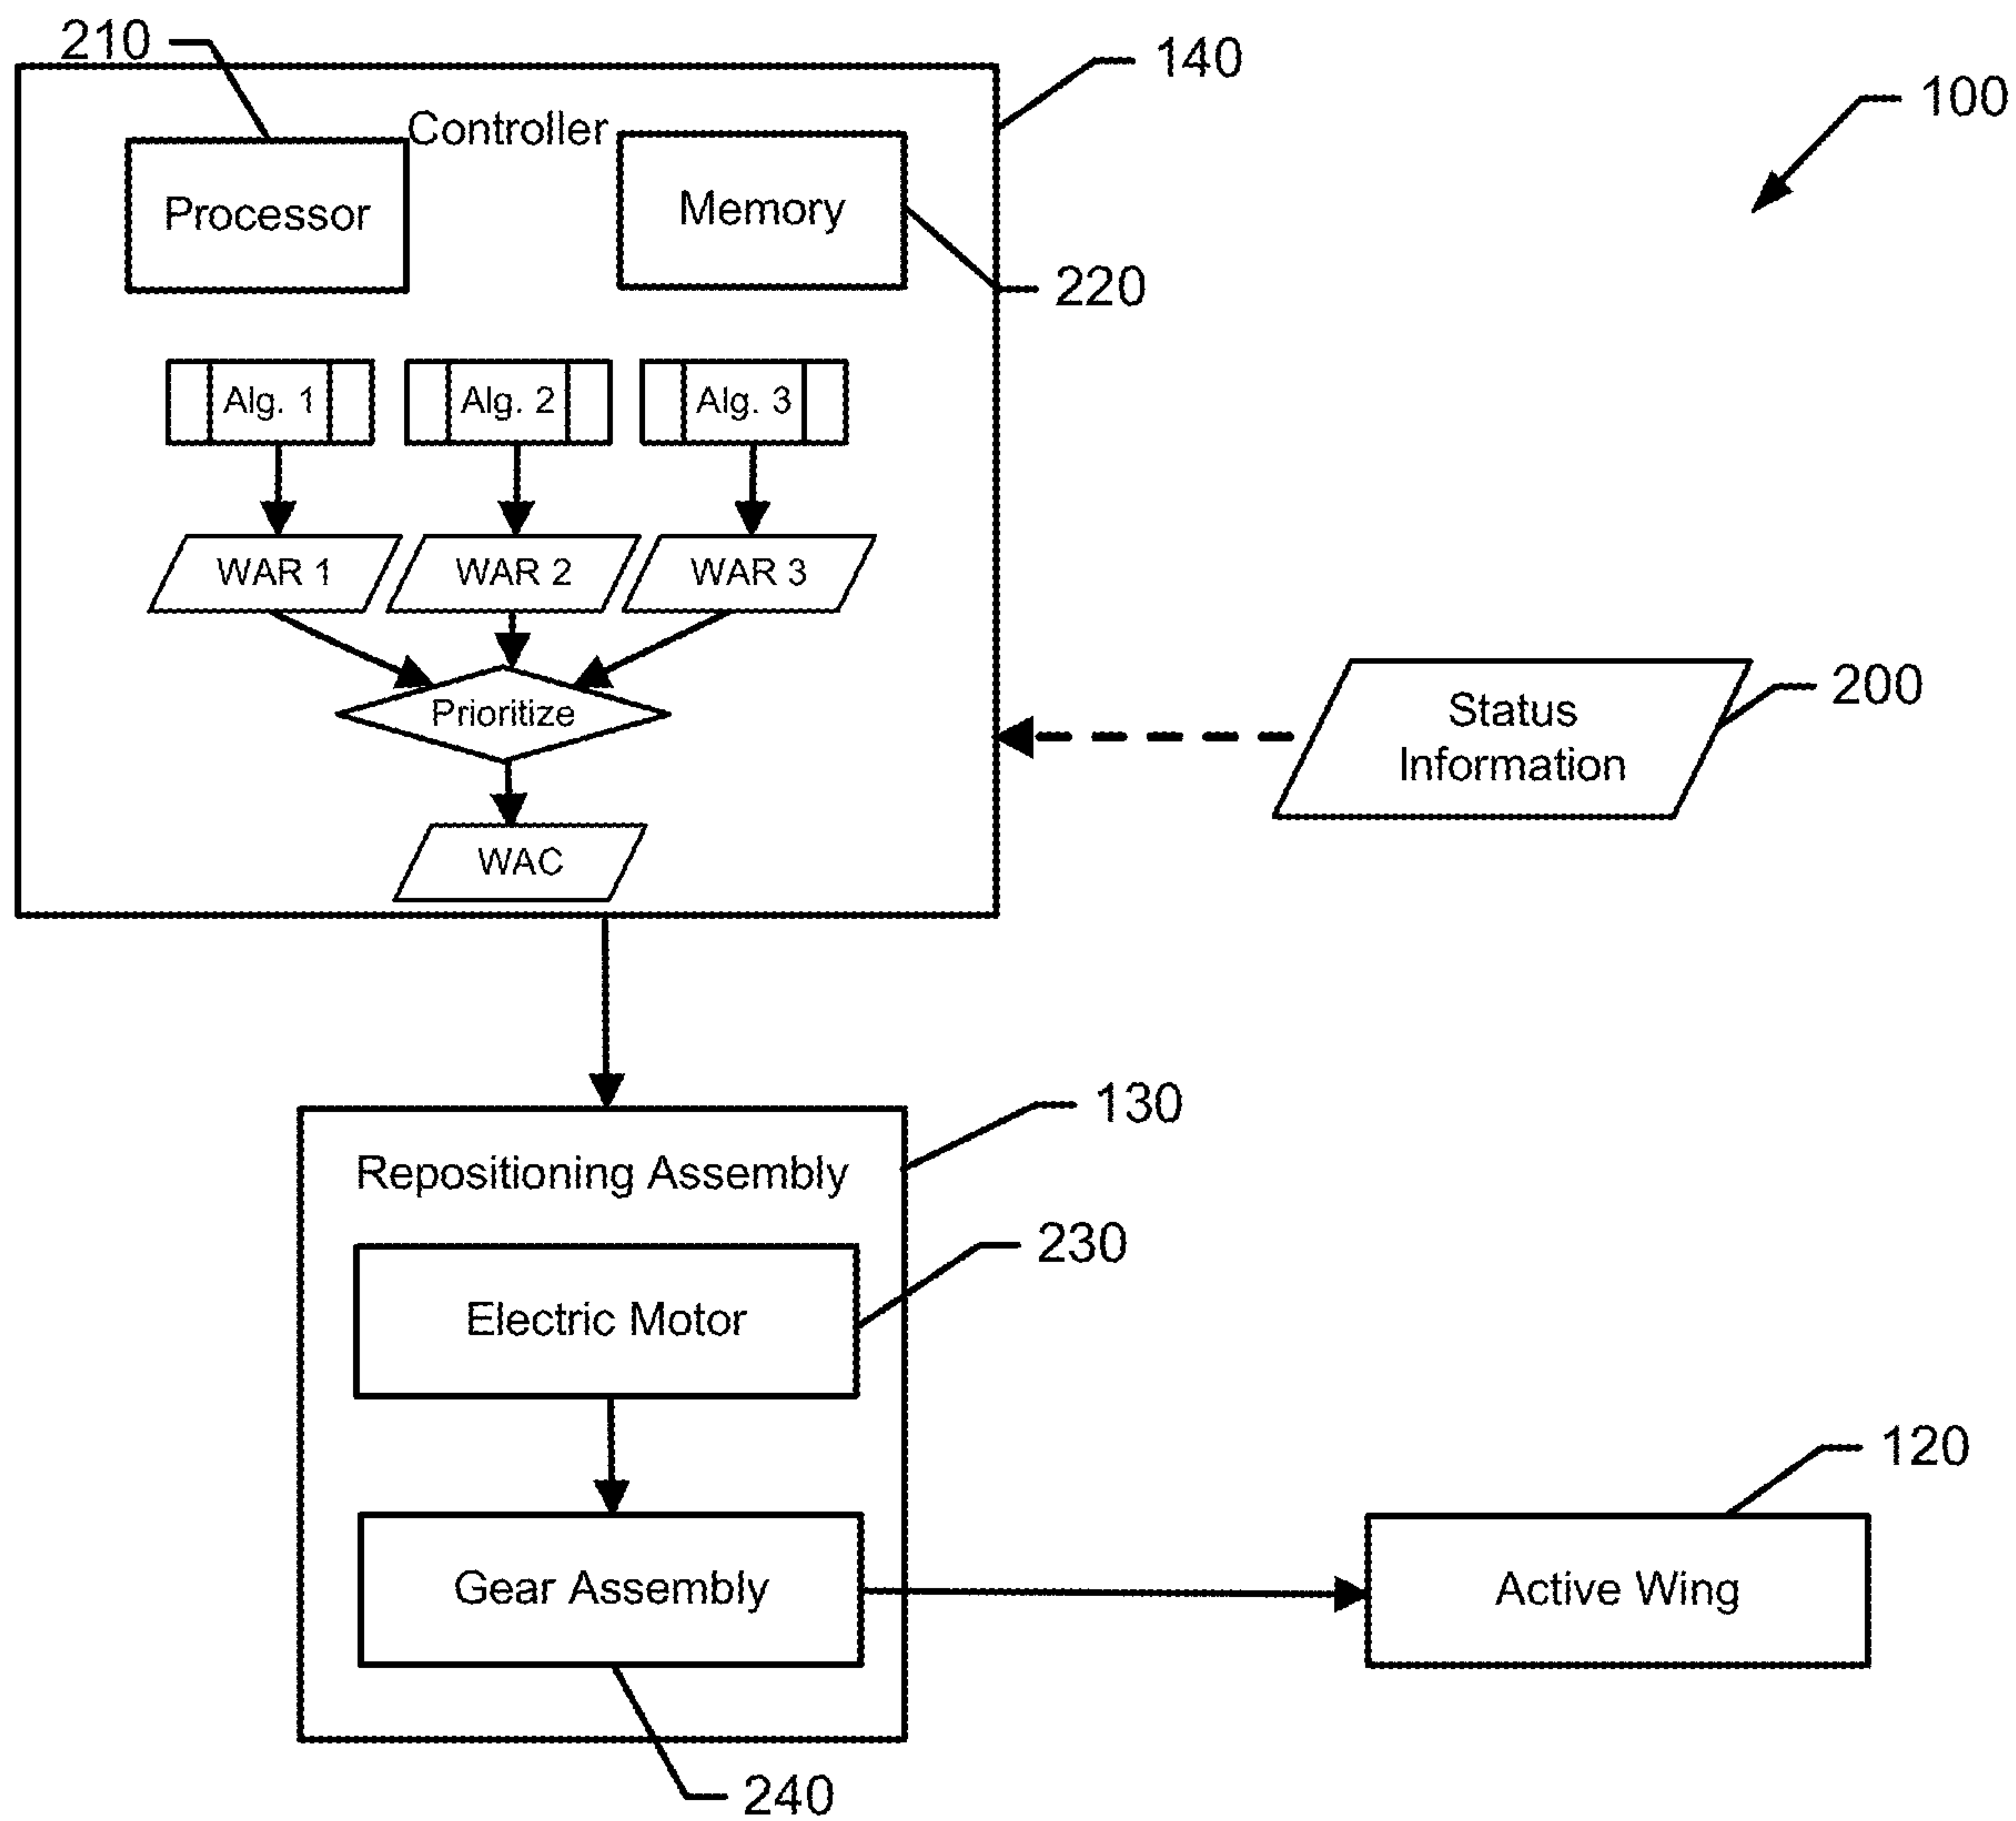 210
140
100
Controller
Processor
Memory
220
Alg. 1
Alg. 2
Alg. 3
WAR 1
WAR 2
WAR 3
Prioritize
200
Status
Information
WAC
130
Repositioning Assembly
230
Electric Motor
120
Gear Assembly
Active Wing
240